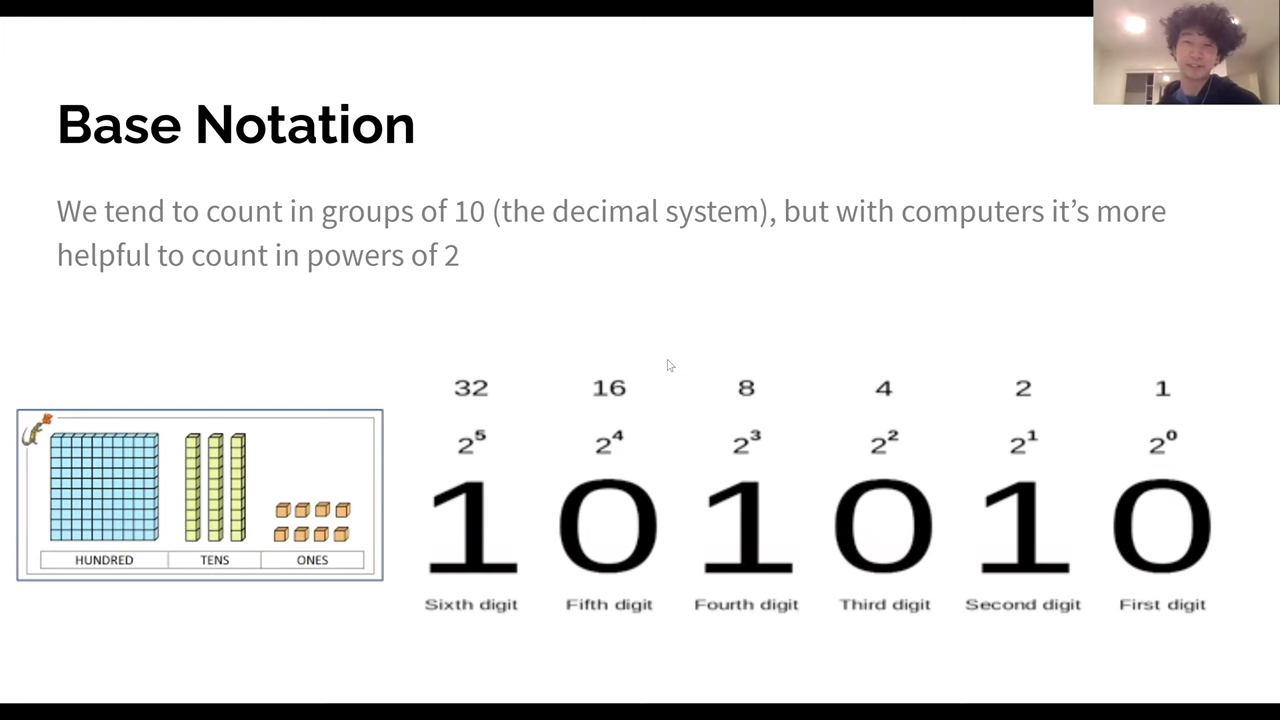 Base Notation
We tend to count in groups of 10 (the decimal system), but with computers it’s more
helpful to count in powers of 2
32 16 8 4 2 1
2⁵ 2⁴ 2³ 2² 2¹ 2⁰
1 0 1 0 1 0
Sixth digit Fifth digit Fourth digit Third digit Second digit First digit
HUNDRED TENS ONES